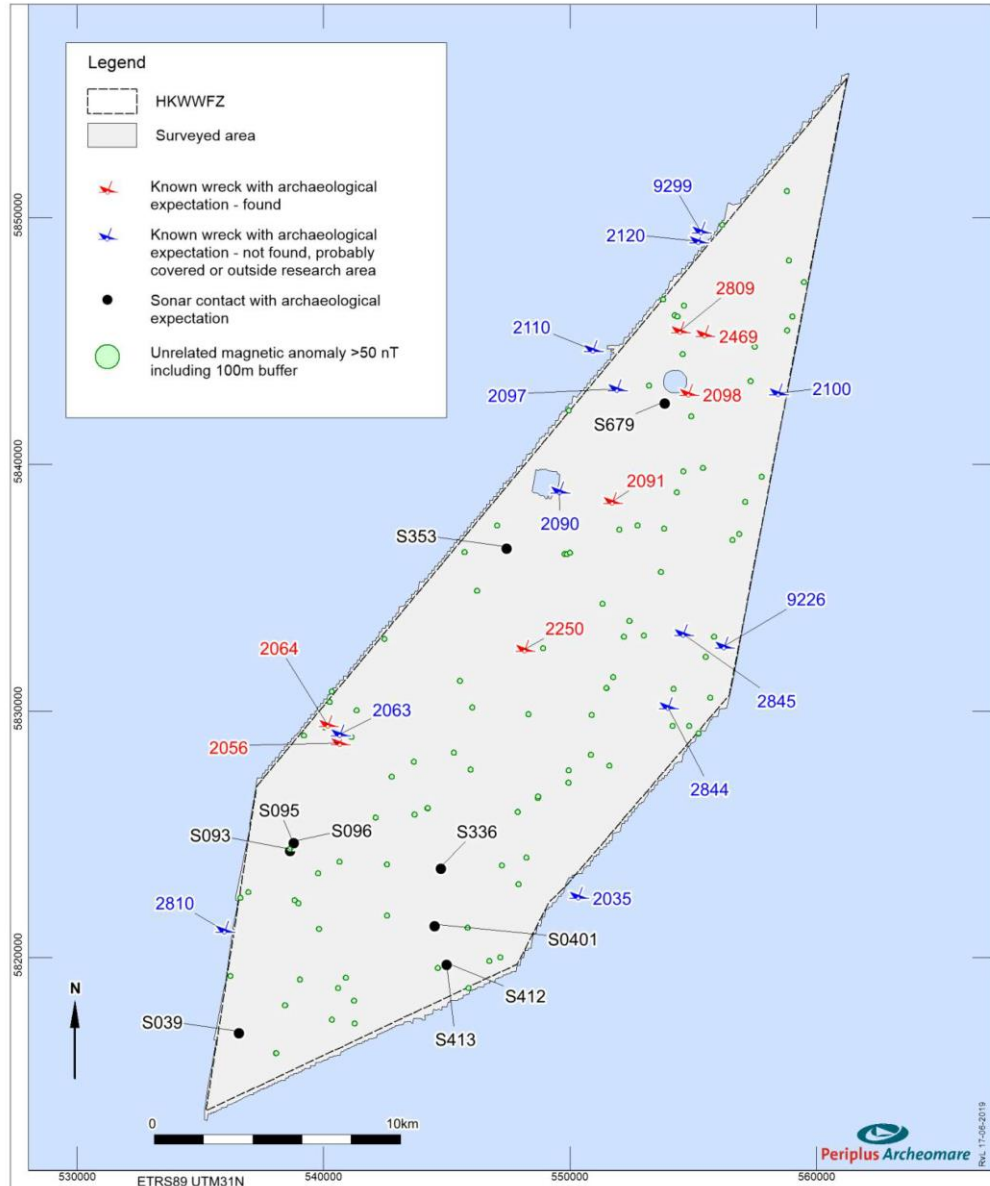 Legend
HKWWFZ
Surveyed area
Known wreck with archaeological
expectation - found
Known wreck with archaeological
expectation - not found, probably
covered or outside research area
Sonar contact with archaeological
expectation
Unrelated magnetic anomaly >50 nT
including 100m buffer
9299
5850000
2120
2809
2469
2110
2097
2098
2100
S679
5840000
2091
2090
S353
9226
2250
2064
2845
2063
5830000
2056
2844
S095
S096
S093
S336
2810
2035
S0401
5820000
S412
N
S039
S413
0
10km
Periplus Archeomare
RvL 17-06-2019
530000
540000
550000
560000
ETRS89 UTM31N